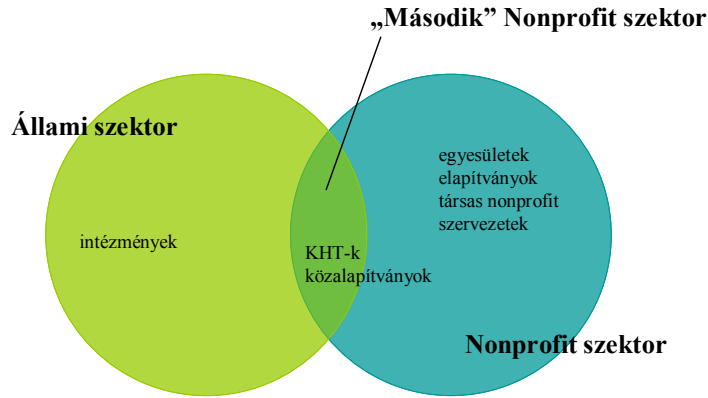 „Második” Nonprofit szektor
Állami szektor
egyesületek
elapítványok
társas nonprofit
szervezetek
intézmények
KHT-k
közalapítványok
Nonprofit szektor